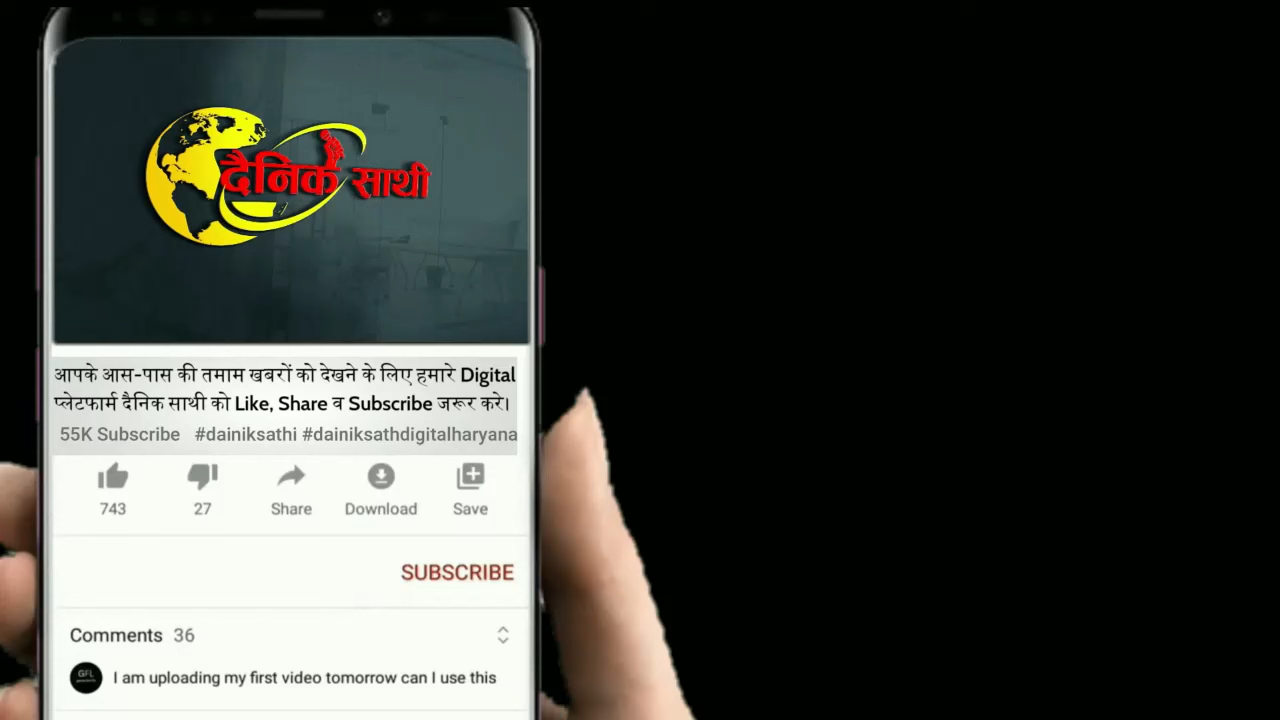 दैनिक साथी
आपके आस-पास की तमाम खबरों को देखने के लिए हमारे Digital
प्लेटफार्म दैनिक साथी को Like, Share व Subscribe जरूर करे।
55K Subscribe #dainiksathi #dainiksathdigitalharyana
743 27 Share Download Save
SUBSCRIBE
Comments 36
GFL
I am uploading my first video tomorrow can I use this